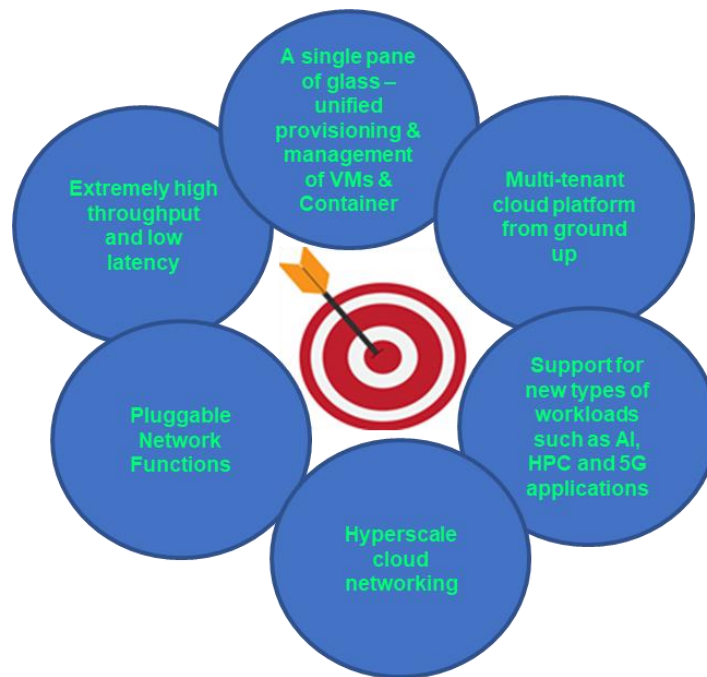 A single pane
of glass –
unified
provisioning &
management
of VMs &
Container
Extremely high
throughput
and low
latency
Multi-tenant
cloud platform
from ground
up
Pluggable
Network
Functions
Support for
new types of
workloads
such as AI,
HPC and 5G
applications
Hyperscale
cloud
networking